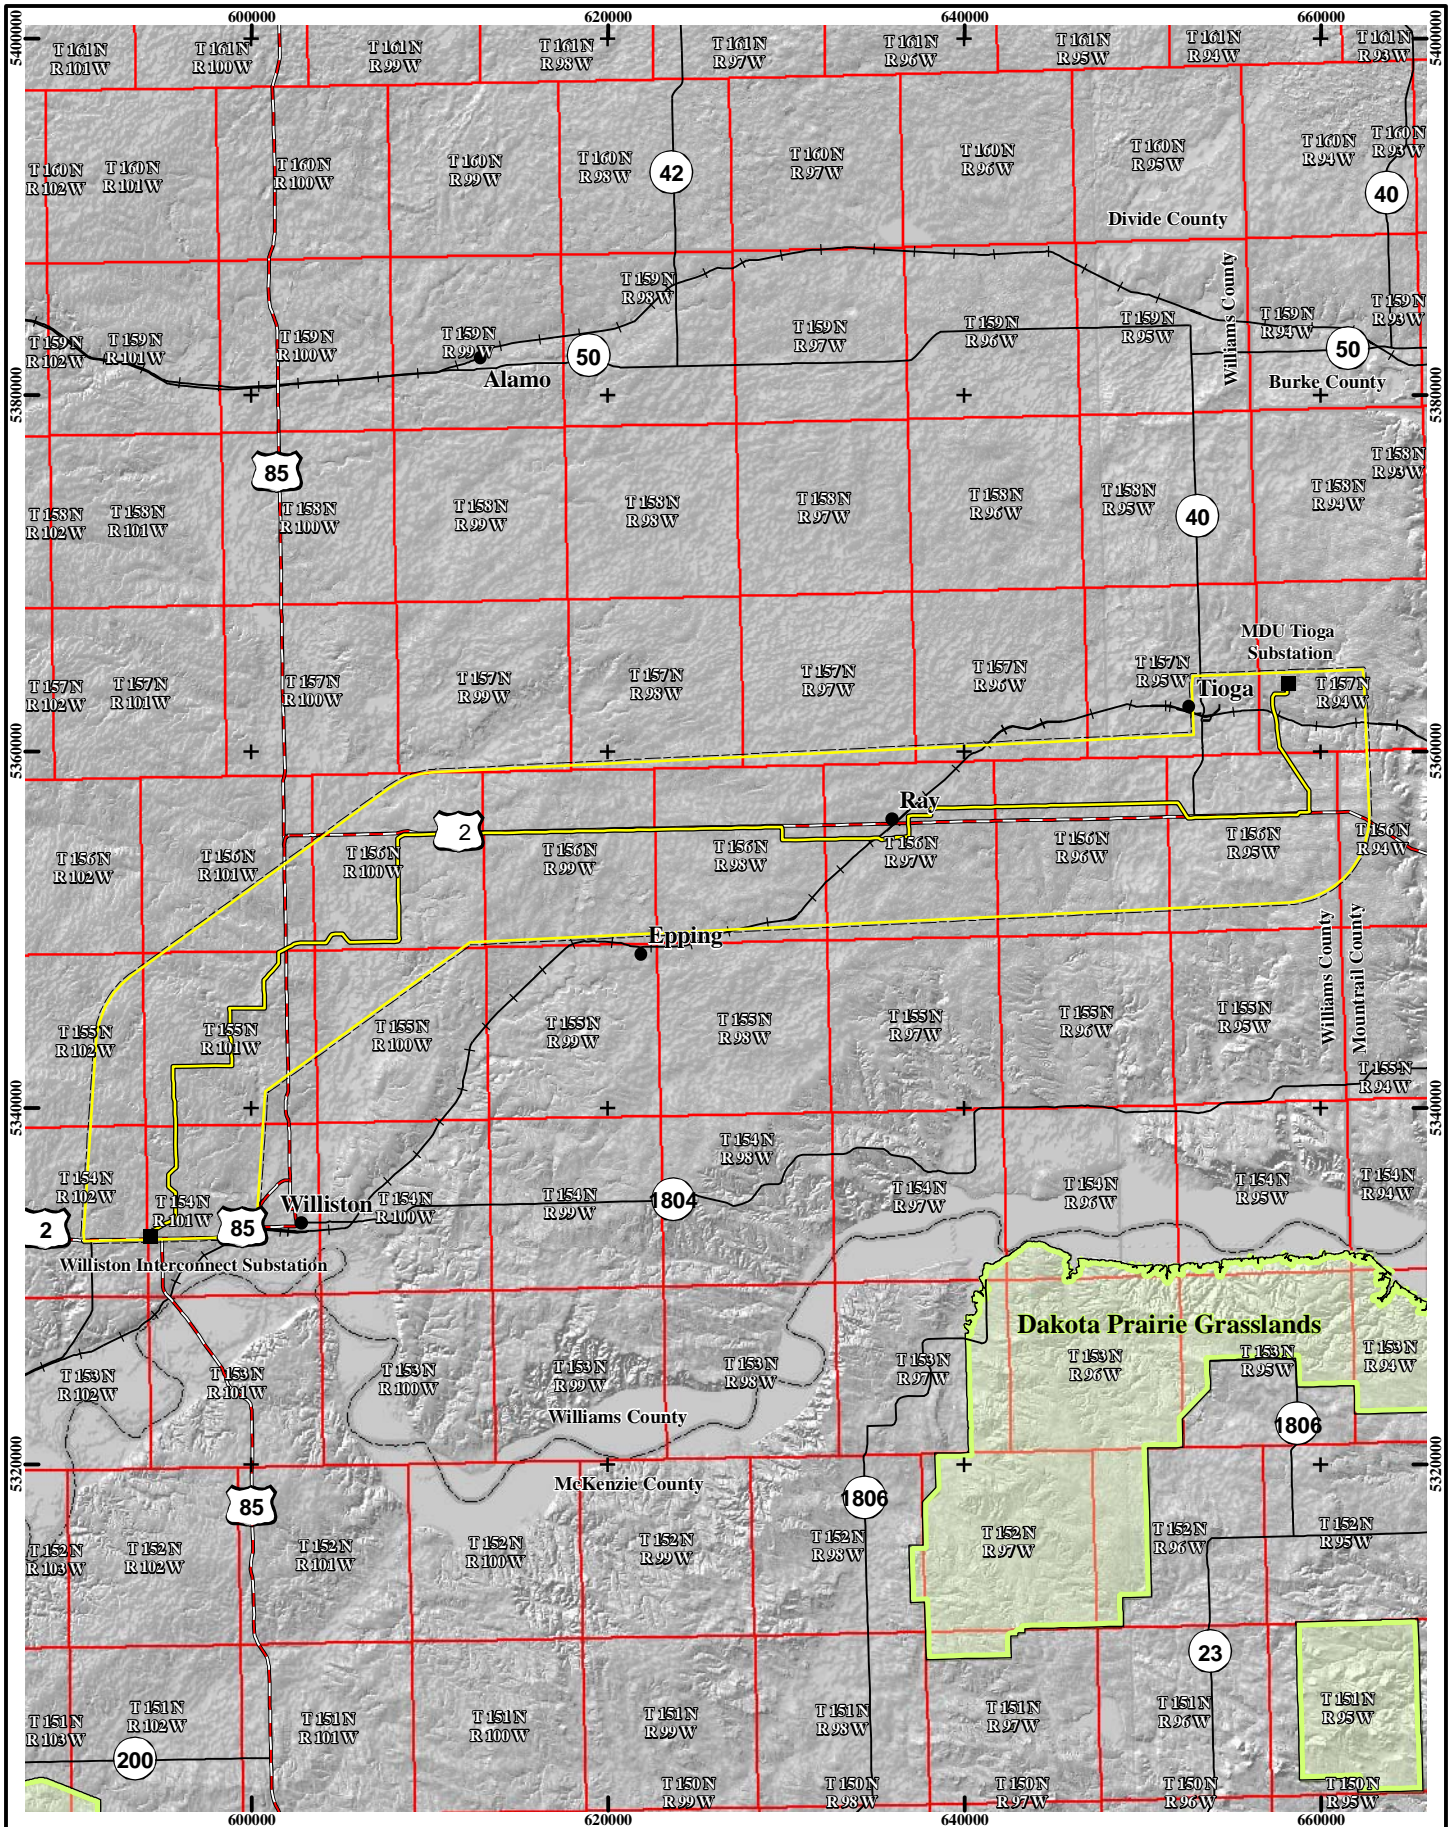 600000
620000
640000
660000
5400000
5400000
T 161 N
R 101 W
T 161 N
R 100 W
T 161 N
R 99 W
T 161 N
R 98 W
T 161 N
R 97 W
T 161 N
R 96 W
T 161 N
R 95 W
T 161 N
R 94 W
T 161 N
R 93 W
T 160 N
R 102 W
T 160 N
R 101 W
T 160 N
R 100 W
T 160 N
R 99 W
T 160 N
R 98 W
42
T 160 N
R 97 W
T 160 N
R 96 W
T 160 N
R 95 W
T 160 N
R 94 W
T 160 N
R 93 W
40
Divide County
Williams County
T 159 N
R 102 W
T 159 N
R 101 W
T 159 N
R 100 W
T 159 N
R 99 W
T 159 N
R 98 W
T 159 N
R 97 W
T 159 N
R 96 W
T 159 N
R 95 W
T 159 N
R 94 W
T 159 N
R 93 W
50
50
Alamo
Burke County
5380000
5380000
85
T 158 N
R 102 W
T 158 N
R 101 W
T 158 N
R 100 W
T 158 N
R 99 W
T 158 N
R 98 W
T 158 N
R 97 W
T 158 N
R 96 W
T 158 N
R 95 W
T 158 N
R 94 W
T 158 N
R 93 W
40
MDU Tioga
Substation
T 157 N
R 102 W
T 157 N
R 101 W
T 157 N
R 100 W
T 157 N
R 99 W
T 157 N
R 98 W
T 157 N
R 97 W
T 157 N
R 96 W
T 157 N
R 95 W
Tioga
T 157 N
R 94 W
5360000
5360000
Ray
2
T 156 N
R 102 W
T 156 N
R 101 W
T 156 N
R 100 W
T 156 N
R 99 W
T 156 N
R 98 W
T 156 N
R 97 W
T 156 N
R 96 W
T 156 N
R 95 W
T 156 N
R 94 W
Epping
Williams County
Mountrail County
T 155 N
R 102 W
T 155 N
R 101 W
T 155 N
R 100 W
T 155 N
R 99 W
T 155 N
R 98 W
T 155 N
R 97 W
T 155 N
R 96 W
T 155 N
R 95 W
T 155 N
R 94 W
5340000
5340000
T 154 N
R 102 W
T 154 N
R 101 W
Williston
T 154 N
R 100 W
T 154 N
R 99 W
1804
T 154 N
R 98 W
T 154 N
R 97 W
T 154 N
R 96 W
T 154 N
R 95 W
T 154 N
R 94 W
2
85
Williston Interconnect Substation
Dakota Prairie Grasslands
T 153 N
R 102 W
T 153 N
R 101 W
T 153 N
R 100 W
T 153 N
R 99 W
T 153 N
R 98 W
T 153 N
R 97 W
T 153 N
R 96 W
T 153 N
R 95 W
T 153 N
R 94 W
Williams County
McKenzie County
1806
5320000
5320000
85
1806
T 152 N
R 103 W
T 152 N
R 102 W
T 152 N
R 101 W
T 152 N
R 100 W
T 152 N
R 99 W
T 152 N
R 98 W
T 152 N
R 97 W
T 152 N
R 96 W
T 152 N
R 95 W
23
T 151 N
R 103 W
T 151 N
R 102 W
T 151 N
R 101 W
T 151 N
R 100 W
T 151 N
R 99 W
T 151 N
R 98 W
T 151 N
R 97 W
T 151 N
R 96 W
T 151 N
R 95 W
200
T 150 N
R 99 W
T 150 N
R 98 W
T 150 N
R 97 W
T 150 N
R 96 W
T 150 N
R 95 W
600000
620000
640000
660000